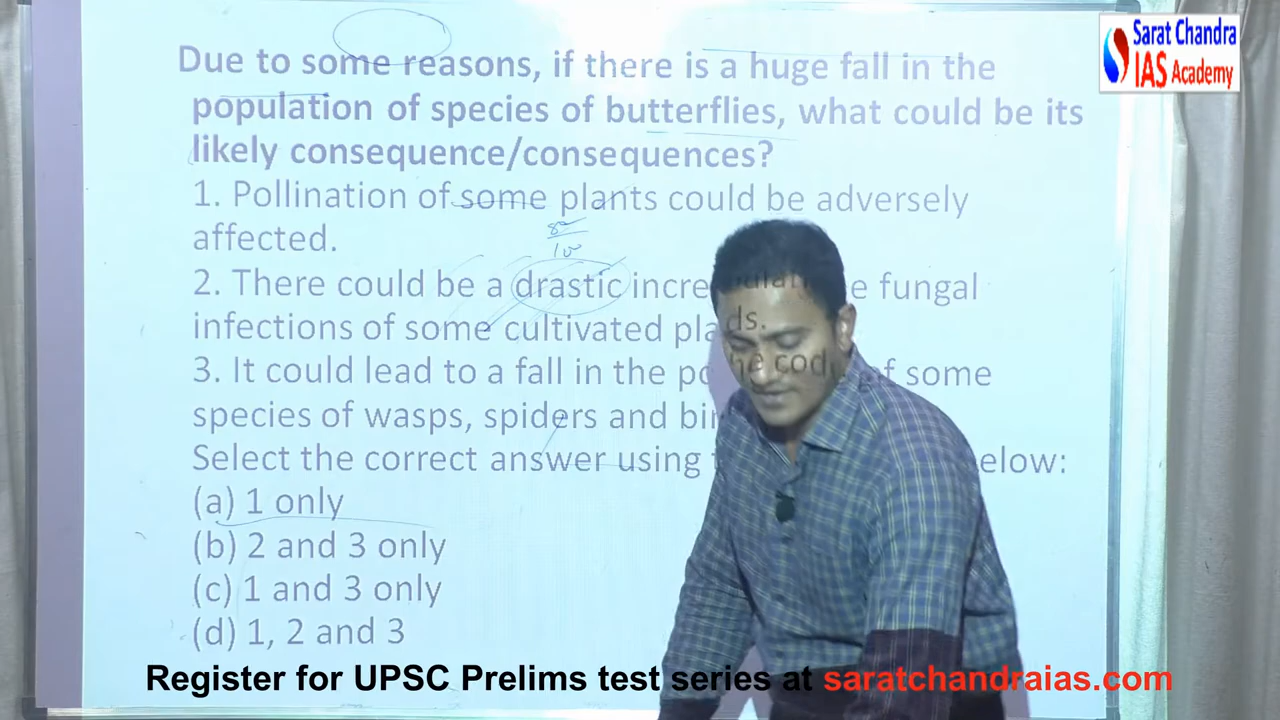 Sarat Chandra
IAS Academy
Due to some reasons, if there is a huge fall in the
population of species of butterflies, what could be its
likely consequence/consequences?
1. Pollination of some plants could be adversely
affected.
10
2. There could be a drastic fungal
infections of some cultivated
3. It could lead to a fall in the of some
species of wasps, spiders and
ds.
Select the correct answer using code below:
(a) 1 only
(b) 2 and 3 only
(c) 1 and 3 only
(d) 1, 2 and 3
Register for UPSC Prelims test series at saratchandraias.com